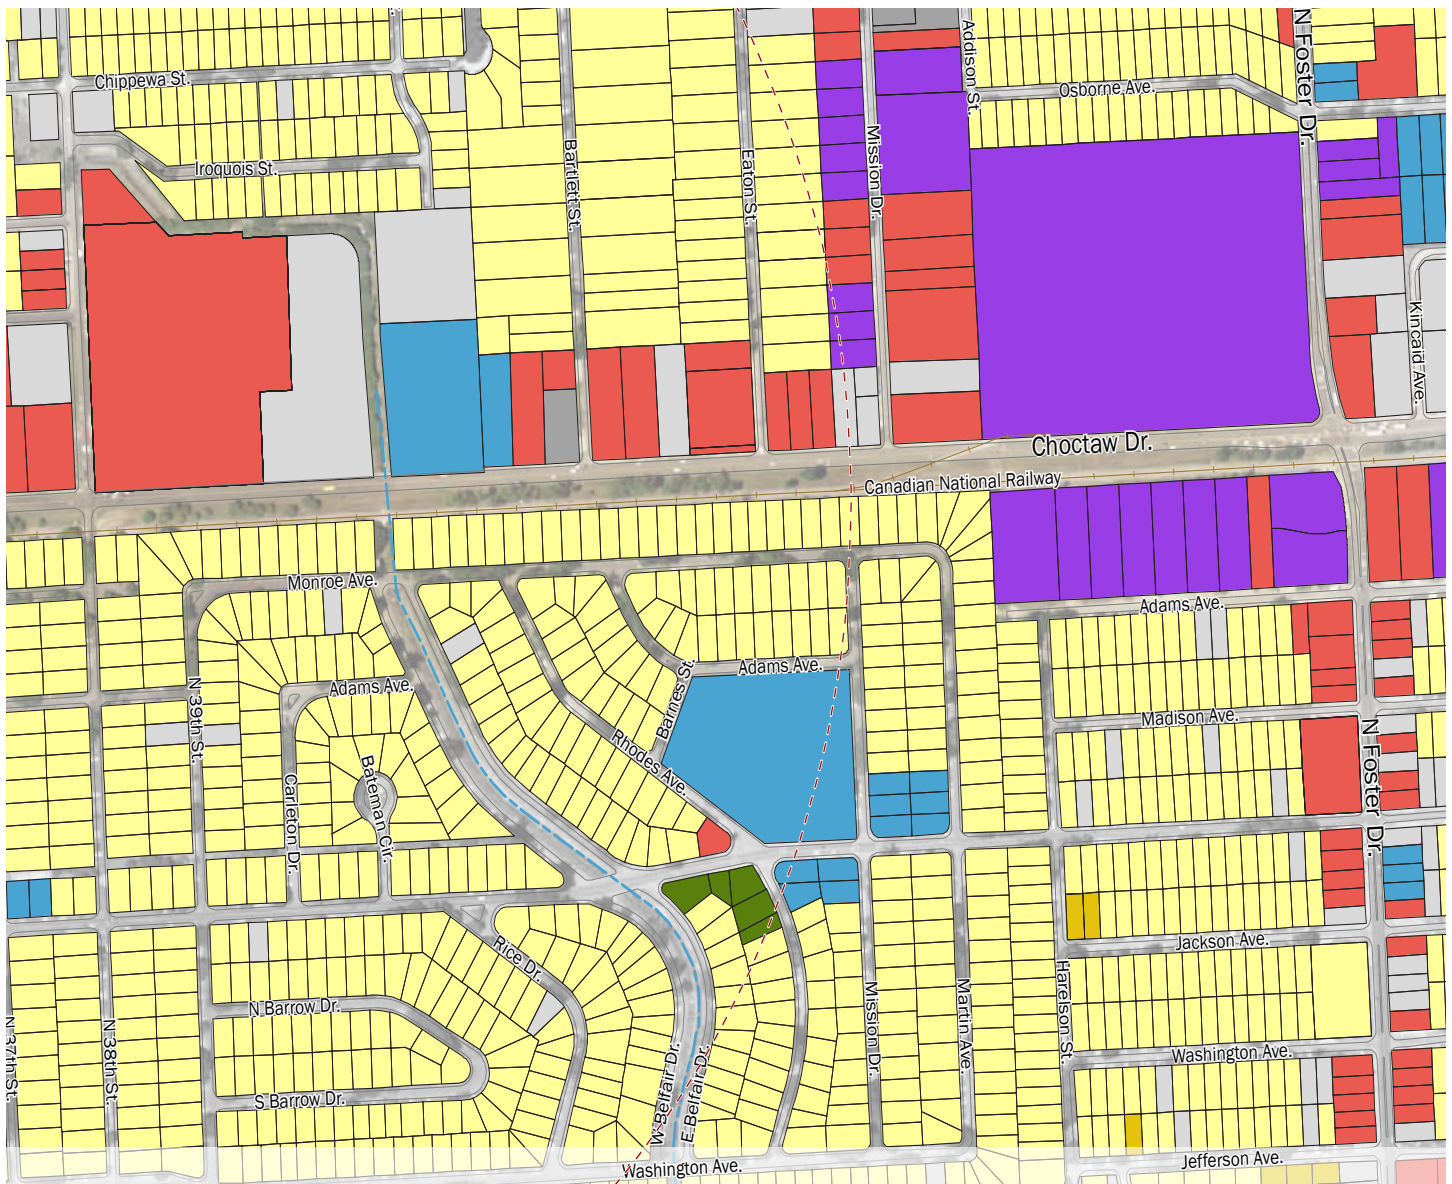 Chippewa St.
Iroquois St.
Bartlett St.
Eaton St.
Mission Dr.
Addison St.
Osborne Ave.
N Foster Dr.
Kincaid Ave.
Choctaw Dr.
Canadian National Railway
Monroe Ave.
Adams Ave.
Adams Ave.
Adams Ave.
N 39th St.
Barnes St.
Rhodes Ave.
Madison Ave.
N Foster Dr.
Carleton Dr.
Bateman Cir.
Rice Dr.
Jackson Ave.
N Barrow Dr.
N 37th St.
N 38th St.
Mission Dr.
Martin Ave.
Harelson St.
Washington Ave.
W Belfair Dr.
E Belfair Dr.
S Barrow Dr.
Washington Ave.
Jefferson Ave.